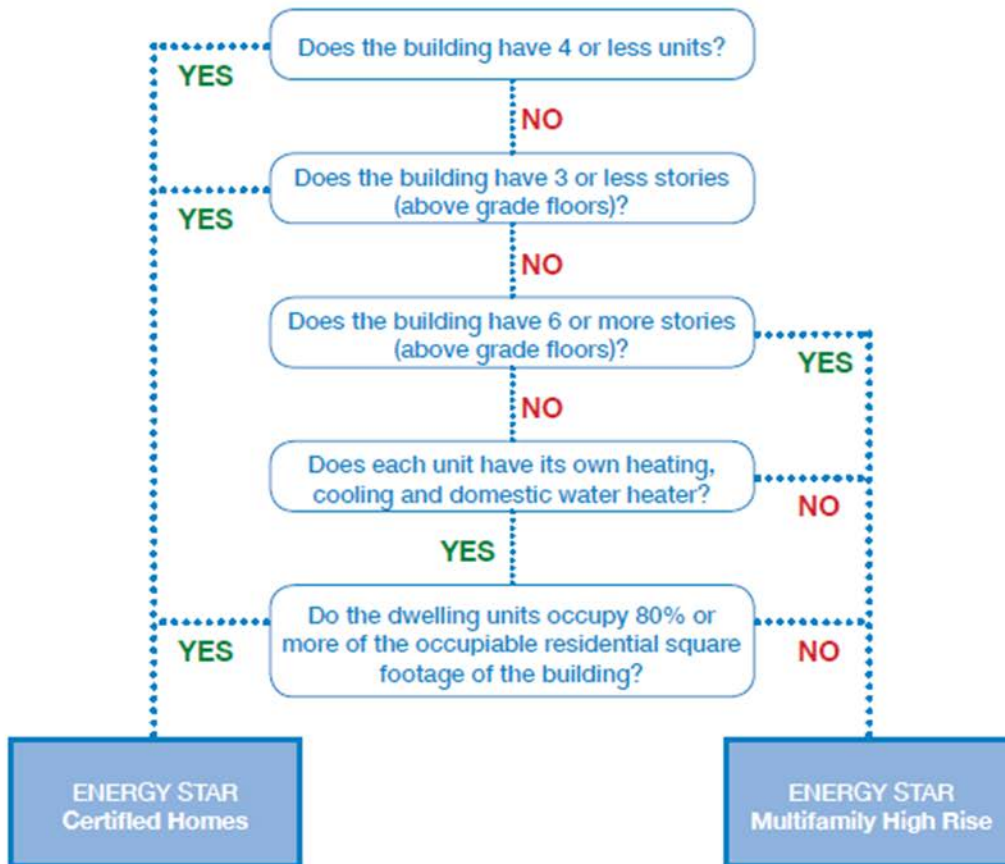 Does the building have 4 or less units?
YES
NO
Does the building have 3 or less stories
(above grade floors)?
YES
NO
Does the building have 6 or more stories
(above grade floors)?
YES
NO
Does each unit have its own heating,
cooling and domestic water heater?
NO
YES
Do the dwelling units occupy 80% or
more of the occupiable residential square
footage of the building?
YES
NO
ENERGY STAR
Certified Homes
ENERGY STAR
Multifamily High Rise